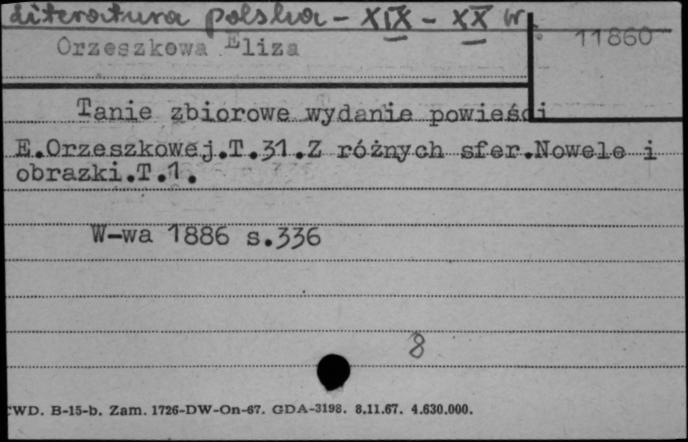 Literatura polska - XIX - XX w.
11860
Orzeszkowa Eliza
Tanie zbiorowe wydanie powieści
E.Orzeszkowej.T.31.Z różnych sfer.Nowele i
obrazki.T.1.
W-wa 1886 s.336
8
WD. B-15-b. Zam. 1726-DW-On-67. GDA-3198. 8.11.67. 4.630.000.